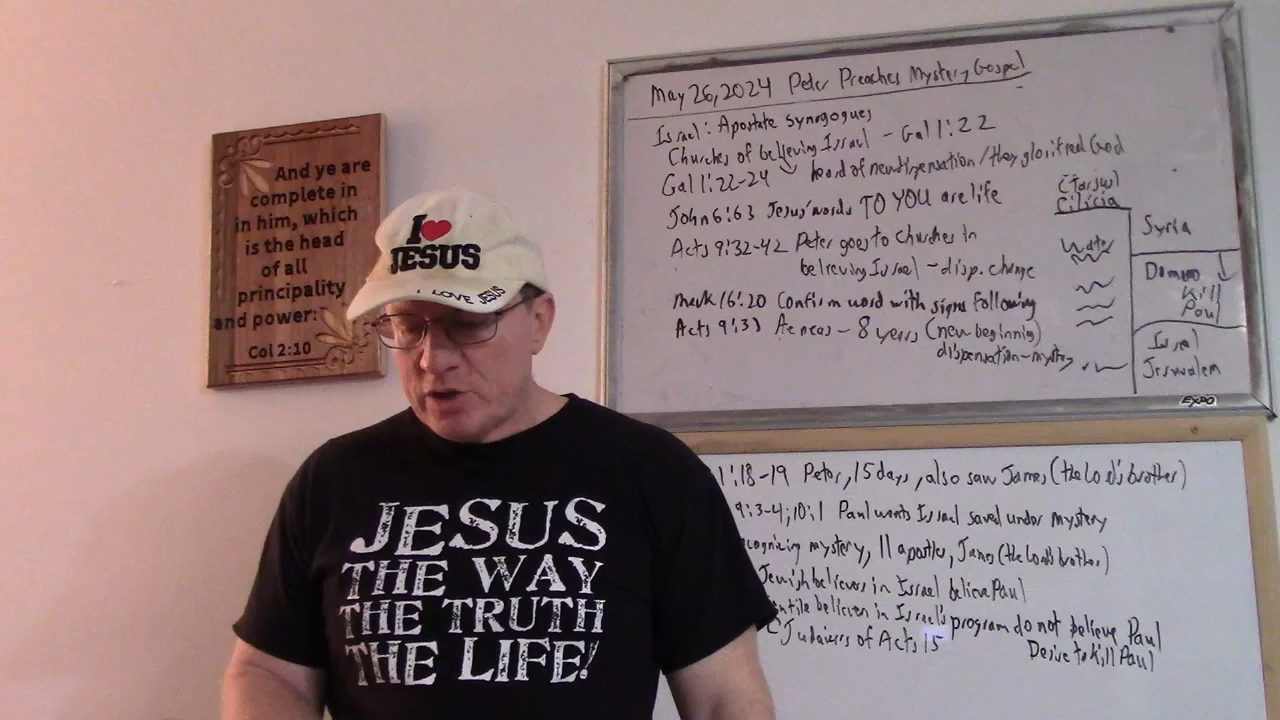 And ye are
complete in
in him, which
is the head
of all
principality
and power:
Col 2:10
I
JESUS
I LOVE JESUS
JESUS
THE WAY
THE TRUTH
THE LIFE!
May 26, 2024 Peter Preaches Mystery Gospel
Israel: Apostate synagogues
Churches of believing Israel - Gal 1:22
Gal 1:22-24 heard of new dispensation / they glorified God
John 6:63 Jesus' words TO YOU are life
Acts 9:32-42 Peter goes to churches in
believing Israel - disp. change
Mark 16:20 Confirm word with signs following
Acts 9:33 Aeneas - 8 years (new beginning)
dispensation - mystery
(Tarsus)
Cilicia
Water
Syria
Damas
Kill
Paul
Israel
Jerusalem
EXPO
1:18-19 Peter, 15 days, also saw James (the Lord's brother)
9:3-4; 10:1 Paul wants Israel saved under mystery
mystery, 11 apostles, James (the Lord's brother)
Jewish believers in Israel believe Paul
believers in Israel's program do not believe Paul
Judaizers of Acts 15 Desire to kill Paul